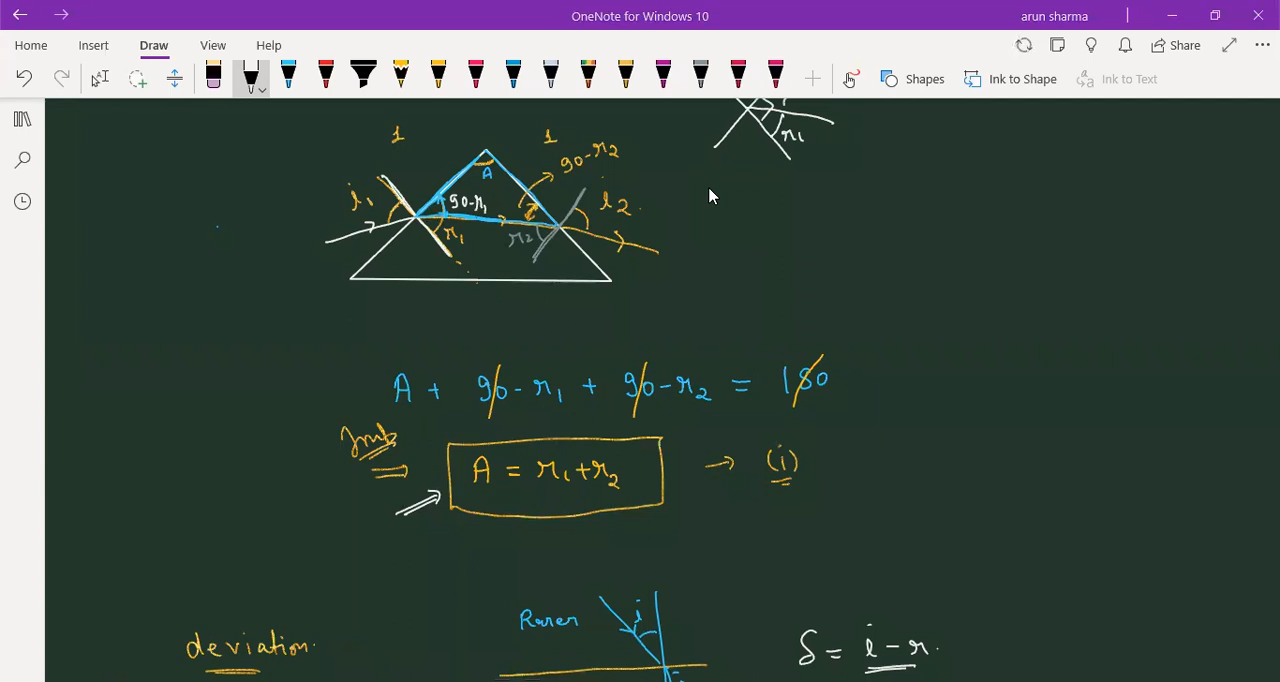 OneNote for Windows 10
arun sharma
Home Insert Draw View Help
Share
Shapes Ink to Shape Ink to Text
r1
1 1
90-r2
A
i1 90-r1 i2
r1 r2
A + 90-r1 + 90-r2 = 180
Imb
⇒ A = r1+r2 → (i)
Rarer i
deviation. δ = i-r.